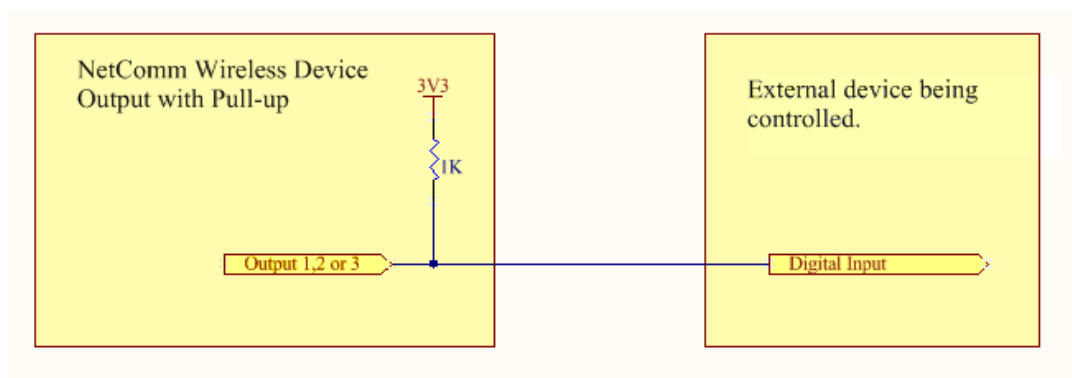 NetComm Wireless Device
Output with Pull-up
3V3
1K
Output 1,2 or 3
External device being
controlled.
Digital Input